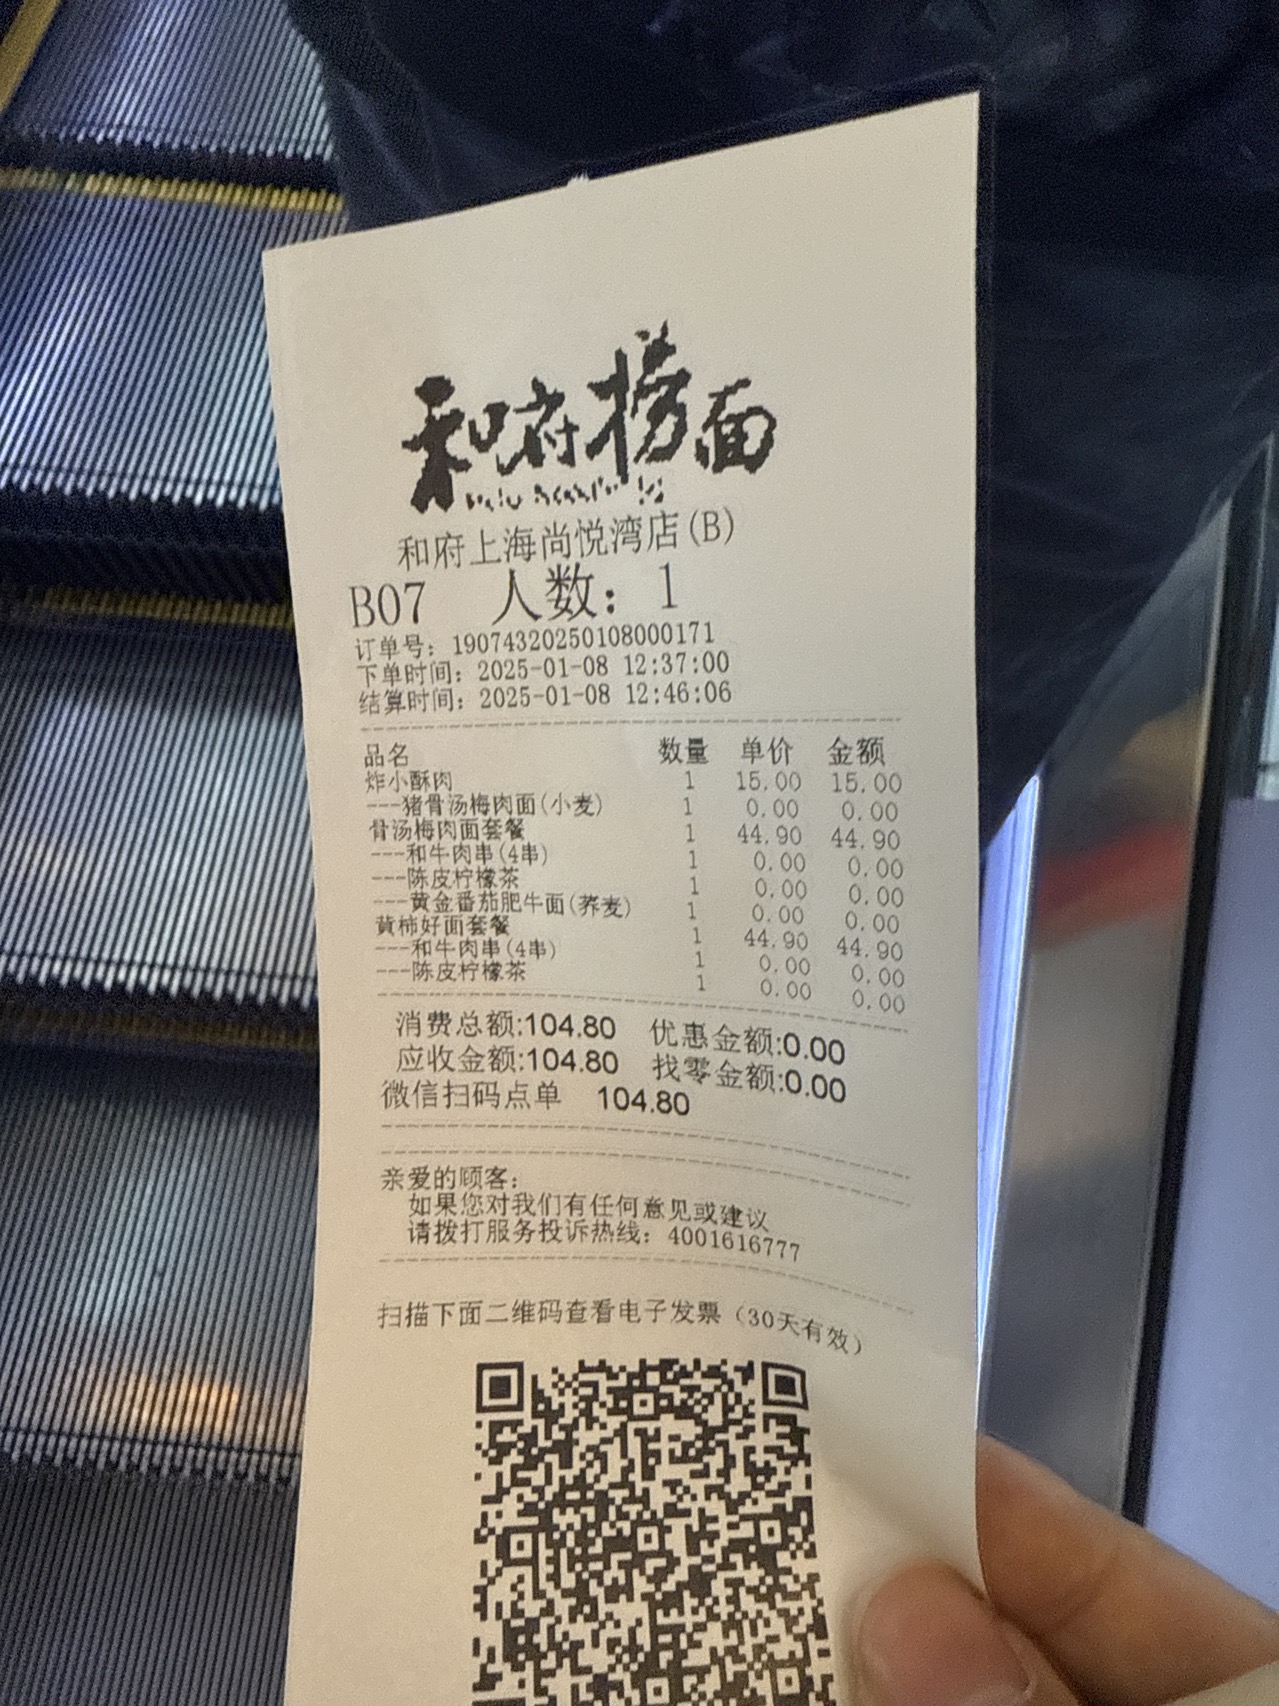 和府捞面
和府上海尚悦湾店(B)
B07 人数: 1
订单号: 19074320250108000171
下单时间: 2025-01-08 12:37:00
结算时间: 2025-01-08 12:46:06
品名 数量 单价 金额
炸小酥肉 1 15.00 15.00
---猪骨汤梅肉面(小麦) 1 0.00 0.00
骨汤梅肉面套餐 1 44.90 44.90
---和牛肉串(4串) 1 0.00 0.00
---陈皮柠檬茶 1 0.00 0.00
---黄金番茄肥牛面(荞麦) 1 0.00 0.00
黄柿好面套餐 1 44.90 44.90
---和牛肉串(4串) 1 0.00 0.00
---陈皮柠檬茶 1 0.00 0.00
消费总额:104.80 优惠金额:0.00
应收金额:104.80 找零金额:0.00
微信扫码点单 104.80
亲爱的顾客:
如果您对我们有任何意见或建议
请拨打服务投诉热线: 4001616777
扫描下面二维码查看电子发票（30天有效）